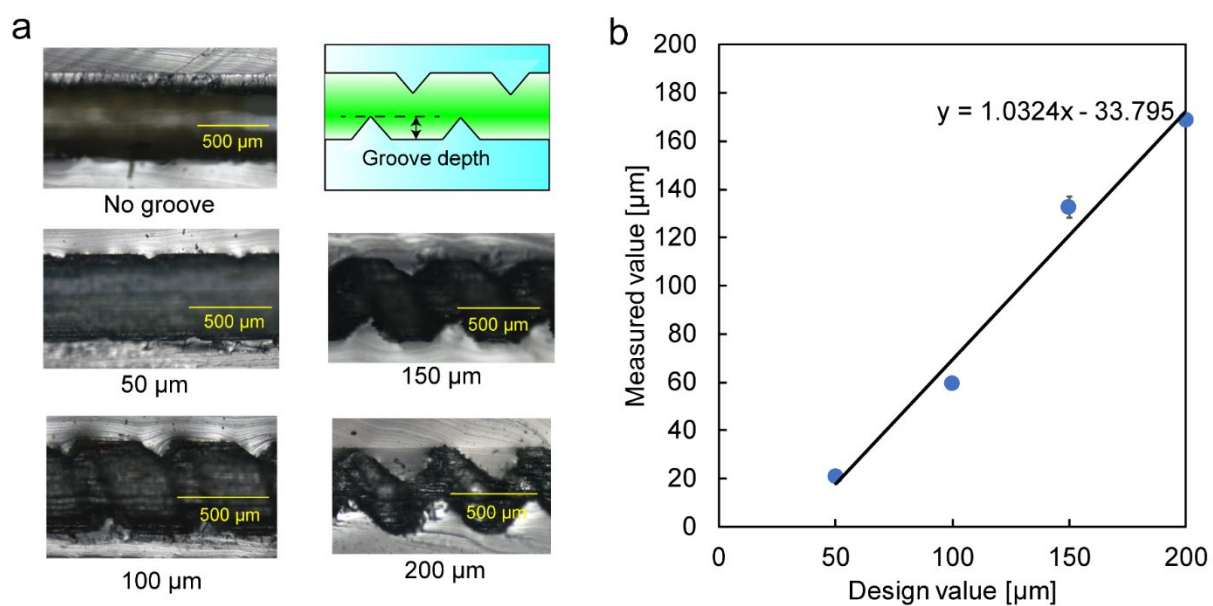 a
500 µm
No groove
Groove depth
500 µm
50 µm
500 µm
150 µm
500 µm
100 µm
500 µm
200 µm
b
200
180
160
140
120
100
80
60
40
20
0
Measured value [µm]
y = 1.0324x - 33.795
0 50 100 150 200
Design value [µm]